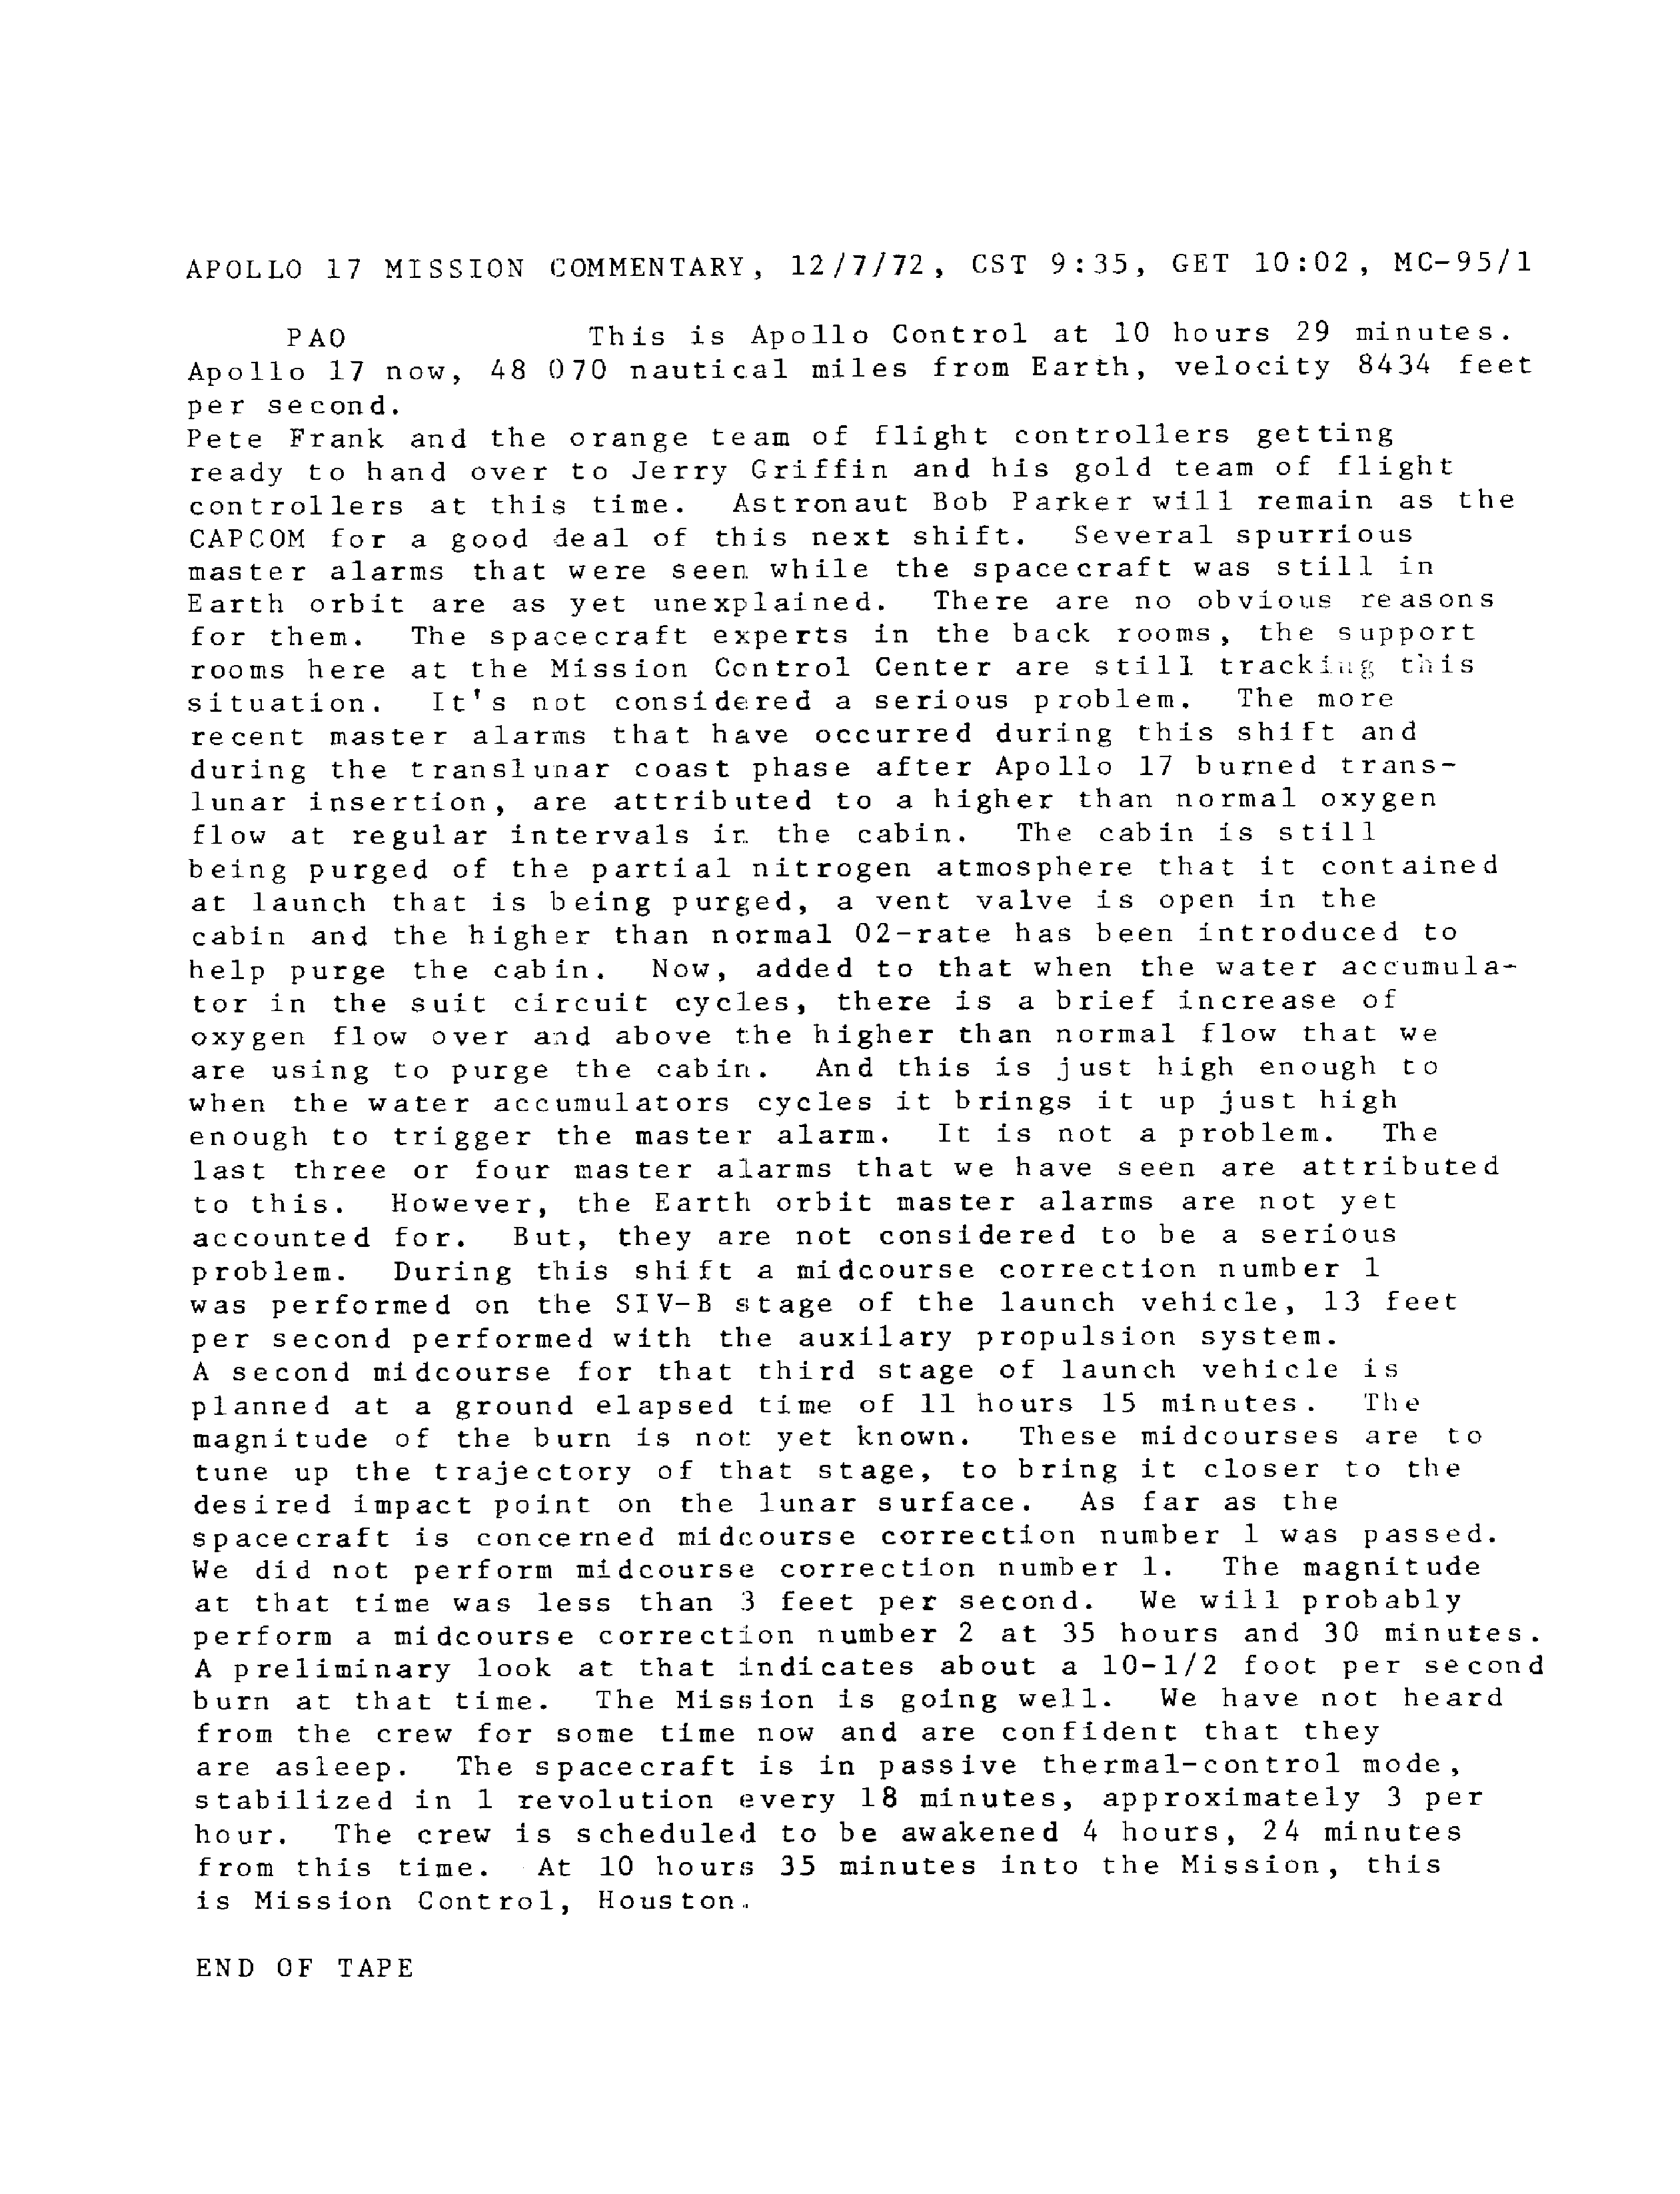 APOLLO 17 MISSION COMMENTARY, 12/7/72, CST 9:35, GET 10:02, MC-95/1
PAO This is Apollo Control at 10 hours 29 minutes.
Apollo 17 now, 48 070 nautical miles from Earth, velocity 8434 feet
per second.
Pete Frank and the orange team of flight controllers getting
ready to hand over to Jerry Griffin and his gold team of flight
controllers at this time. Astronaut Bob Parker will remain as the
CAPCOM for a good deal of this next shift. Several spurrious
master alarms that were seen while the spacecraft was still in
Earth orbit are as yet unexplained. There are no obvious reasons
for them. The spacecraft experts in the back rooms, the support
rooms here at the Mission Control Center are still tracking this
situation. It's not considered a serious problem. The more
recent master alarms that have occurred during this shift and
during the translunar coast phase after Apollo 17 burned trans-
lunar insertion, are attributed to a higher than normal oxygen
flow at regular intervals in the cabin. The cabin is still
being purged of the partial nitrogen atmosphere that it contained
at launch that is being purged, a vent valve is open in the
cabin and the higher than normal O2-rate has been introduced to
help purge the cabin. Now, added to that when the water accumula-
tor in the suit circuit cycles, there is a brief increase of
oxygen flow over and above the higher than normal flow that we
are using to purge the cabin. And this is just high enough to
when the water accumulators cycles it brings it up just high
enough to trigger the master alarm. It is not a problem. The
last three or four master alarms that we have seen are attributed
to this. However, the Earth orbit master alarms are not yet
accounted for. But, they are not considered to be a serious
problem. During this shift a midcourse correction number 1
was performed on the SIV-B stage of the launch vehicle, 13 feet
per second performed with the auxilary propulsion system.
A second midcourse for that third stage of launch vehicle is
planned at a ground elapsed time of 11 hours 15 minutes. The
magnitude of the burn is not yet known. These midcourses are to
tune up the trajectory of that stage, to bring it closer to the
desired impact point on the lunar surface. As far as the
spacecraft is concerned midcourse correction number 1 was passed.
We did not perform midcourse correction number 1. The magnitude
at that time was less than 3 feet per second. We will probably
perform a midcourse correction number 2 at 35 hours and 30 minutes.
A preliminary look at that indicates about a 10-1/2 foot per second
burn at that time. The Mission is going well. We have not heard
from the crew for some time now and are confident that they
are asleep. The spacecraft is in passive thermal-control mode,
stabilized in 1 revolution every 18 minutes, approximately 3 per
hour. The crew is scheduled to be awakened 4 hours, 24 minutes
from this time. At 10 hours 35 minutes into the Mission, this
is Mission Control, Houston.
END OF TAPE